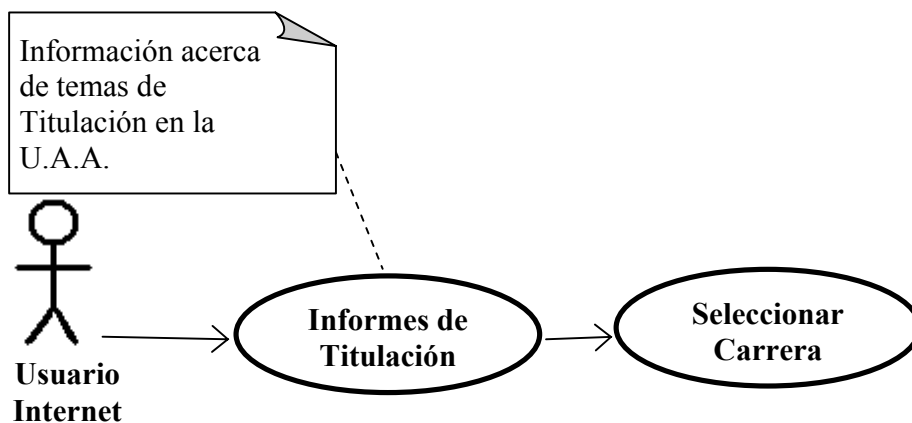 Información acerca
de temas de
Titulación en la
U.A.A.
Informes de
Titulación
Seleccionar
Carrera
Usuario
Internet